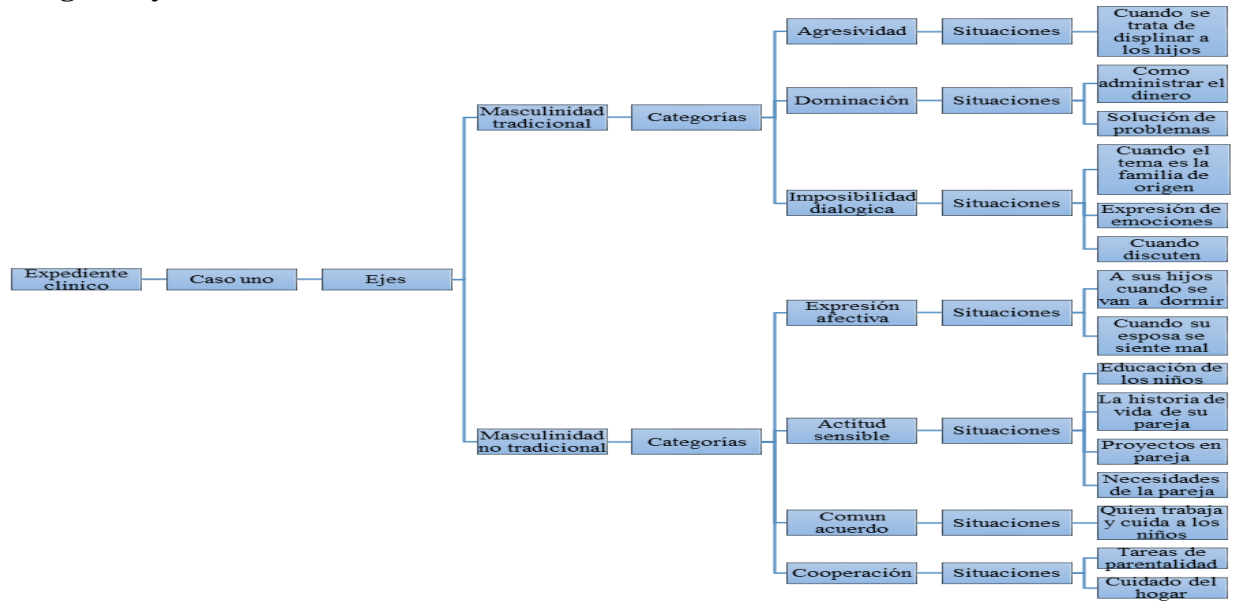 Expediente
clinico
Caso uno
Ejes
Masculinidad
tradicional
Categorías
Agresividad
Situaciones
Cuando se
trata de
displinar a
los hijos
Dominación
Situaciones
Como
administrar el
dinero
Solución de
problemas
Imposibilidad
dialogica
Situaciones
Cuando el
tema es la
familia de
origen
Expresión de
emociones
Cuando
discuten
Masculinidad
no tradicional
Categorías
Expresión
afectiva
Situaciones
A sus hijos
cuando se
van a dormir
Cuando su
esposa se
siente mal
Actitud
sensible
Situaciones
Educación de
los niños
La historia de
vida de su
pareja
Proyectos en
pareja
Necesidades
de la pareja
Comun
acuerdo
Situaciones
Quien trabaja
y cuida a los
niños
Cooperación
Situaciones
Tareas de
parentalidad
Cuidado del
hogar